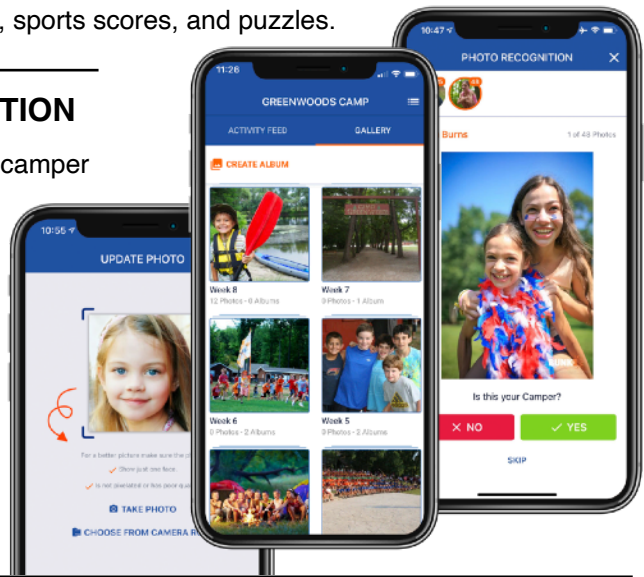 , sports scores, and puzzles.
TION
camper
10:55
UPDATE PHOTO
For a better picture make sure the
Show just one face.
Is not pixelated or has poor
TAKE PHOTO
CHOOSE FROM CAMERA R
11:26
GREENWOODS CAMP
ACTIVITY FEED
GALLERY
CREATE ALBUM
Week 8
12 Photos - 6 Albums
Week 7
0 Photos - 1 Album
Week 6
0 Photos - 2 Albums
Week 5
0 Photos - 2 Albums
10:47
PHOTO RECOGNITION
Burns
1 of 46 Photos
Is this your Camper?
NO
YES
SKIP